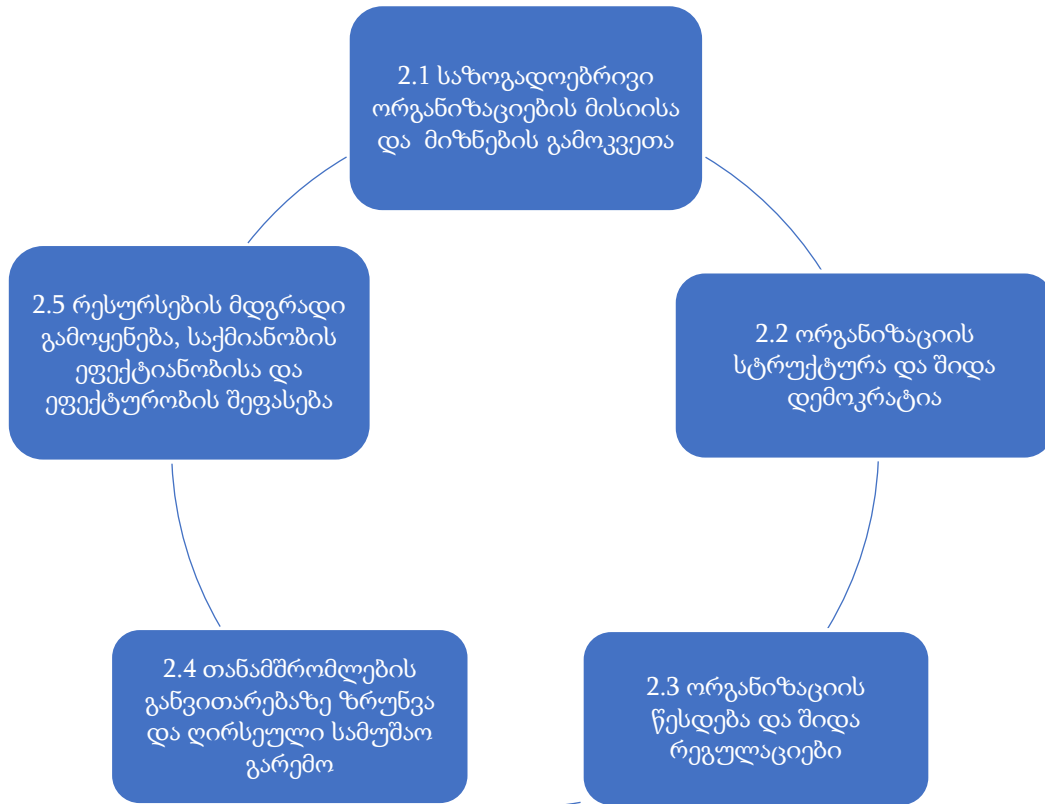 2.1 საზოგადოებრივი
ორგანიზაციების მისიისა
და მიზნების გამოკვეთა
2.2 ორგანიზაციის
სტრუქტურა და შიდა
დემოკრატია
2.3 ორგანიზაციის
წესდება და შიდა
რეგულაციები
2.4 თანამშრომლების
განვითარებაზე ზრუნვა
და ღირსეული სამუშაო
გარემო
2.5 რესურსების მდგრადი
გამოყენება, საქმიანობის
ეფექტიანობისა და
ეფექტურობის შეფასება